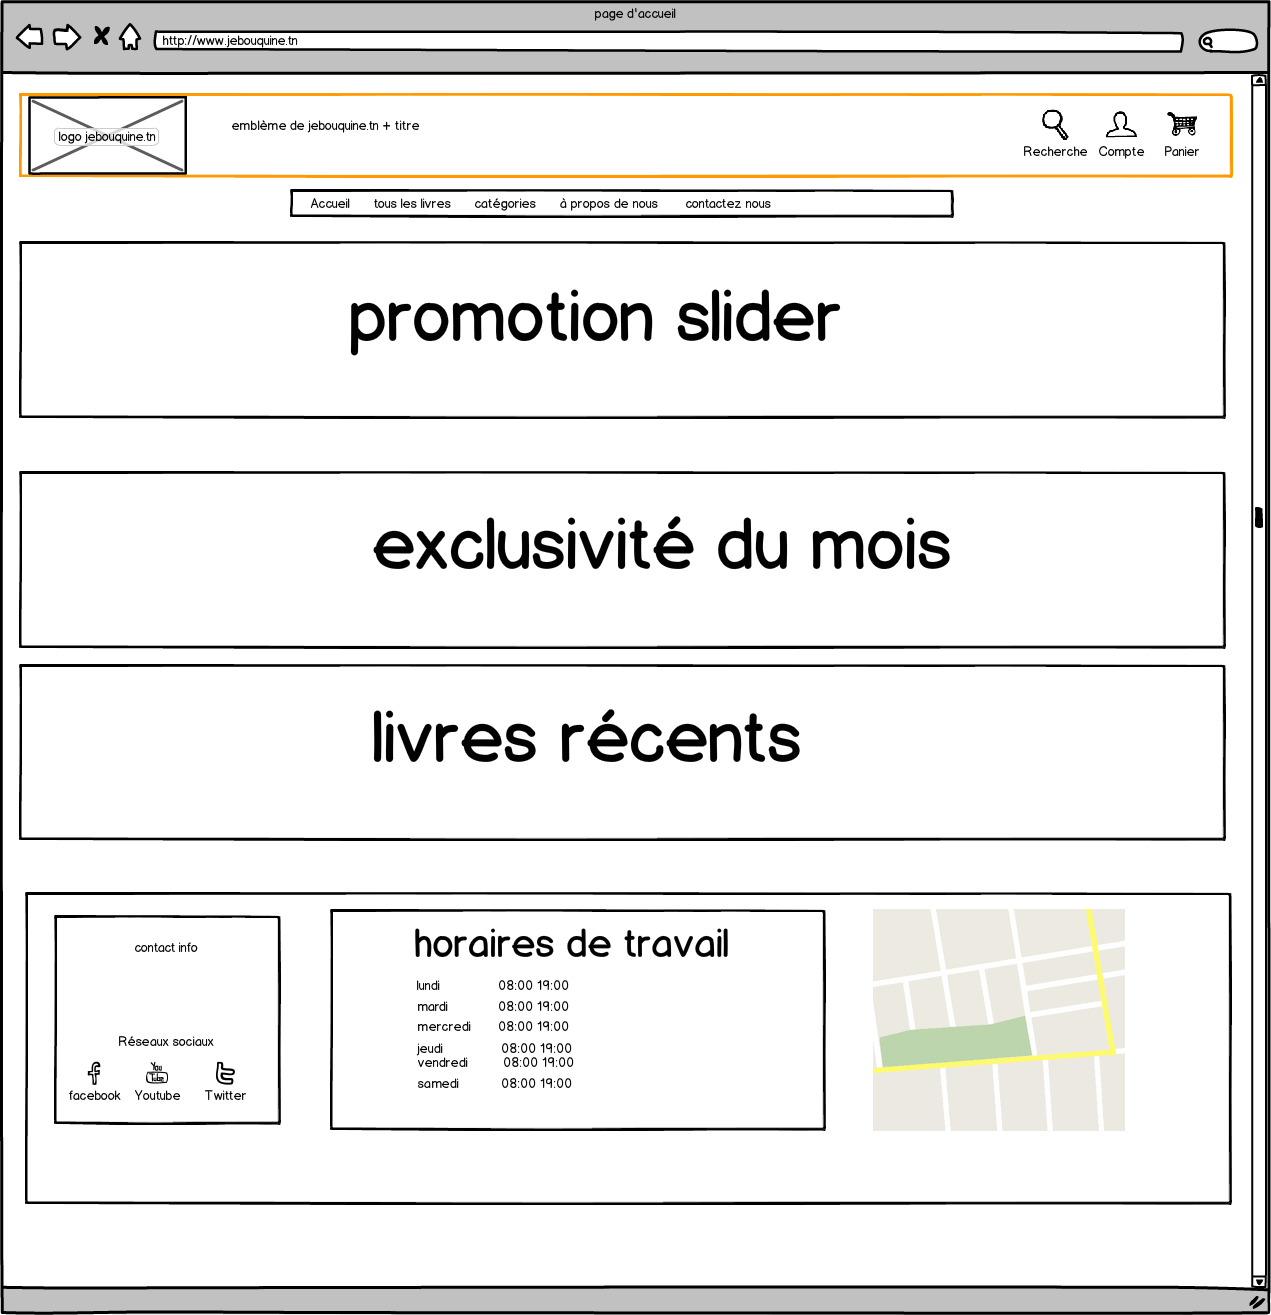 page d'accueil
http://www.jebouquine.tn
logo jebouquine.tn
emblème de jebouquine.tn + titre
Recherche Compte Panier
Accueil tous les livres catégories à propos de nous contactez nous
promotion slider
exclusivité du mois
livres récents
contact info
Réseaux sociaux
You
Tube
facebook Youtube Twitter
horaires de travail
lundi 08:00 19:00
mardi 08:00 19:00
mercredi 08:00 19:00
jeudi 08:00 19:00
vendredi 08:00 19:00
samedi 08:00 19:00